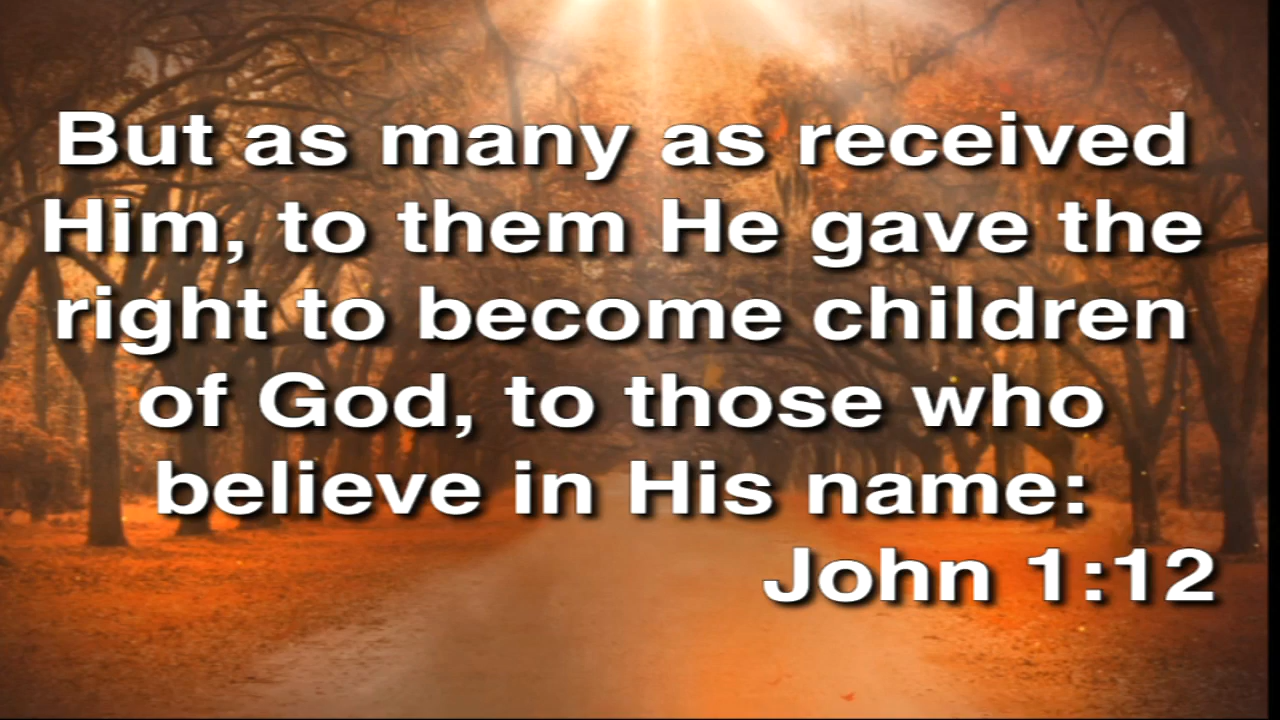 But as many as received
Him, to them He gave the
right to become children
of God, to those who
believe in His name:
John 1:12